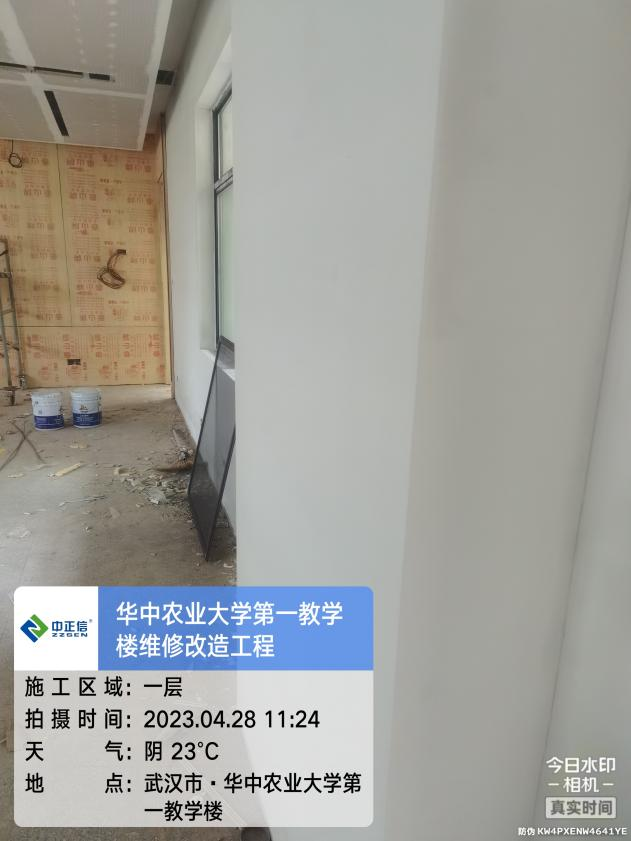 中正信
ZZGEN
华中农业大学第一教学
楼维修改造工程
施工区域：一层
拍摄时间：2023.04.28 11:24
天气：阴 23℃
地点：武汉市·华中农业大学第
一教学楼
今日水印
相机
真实时间
防伪 KW4PXENW4641YE